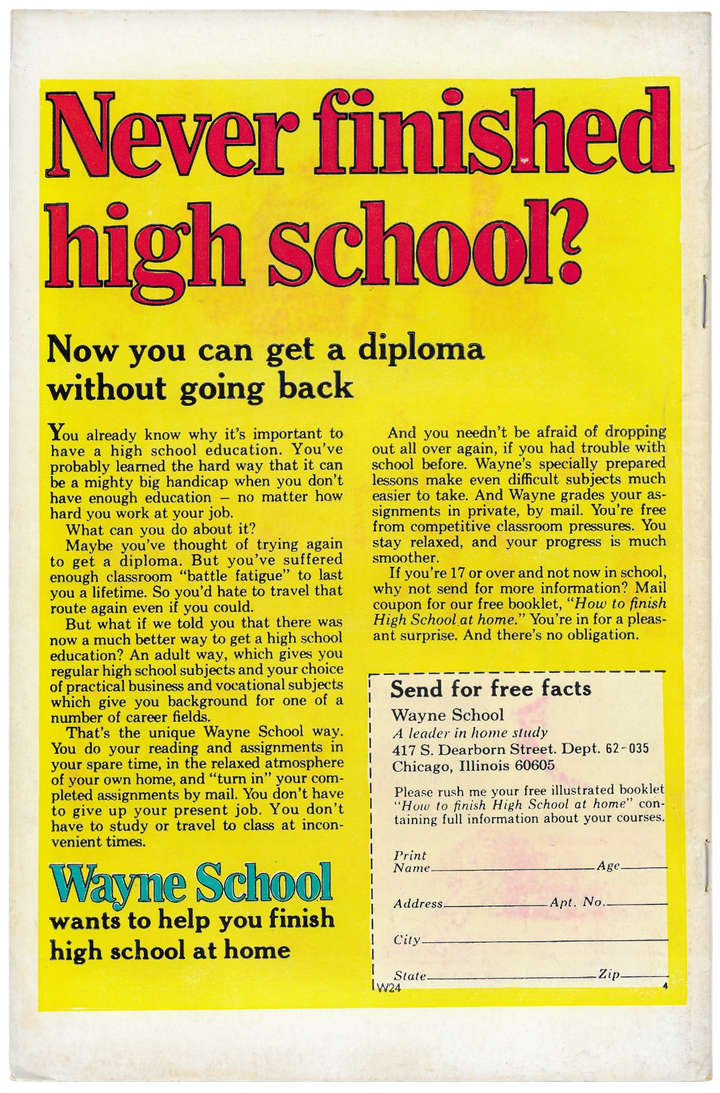 Never finished
high school?
Now you can get a diploma
without going back
You already know why it's important to
have a high school education. You've
probably learned the hard way that it can
be a mighty big handicap when you don't
have enough education — no matter how
hard you work at your job.
What can you do about it?
Maybe you've thought of trying again
to get a diploma. But you've suffered
enough classroom "battle fatigue" to last
you a lifetime. So you'd hate to travel that
route again even if you could.
But what if we told you that there was
now a much better way to get a high school
education? An adult way, which gives you
regular high school subjects and your choice
of practical business and vocational subjects
which give you background for one of a
number of career fields.
That's the unique Wayne School way.
You do your reading and assignments in
your spare time, in the relaxed atmosphere
of your own home, and "turn in" your com-
pleted assignments by mail. You don't have
to give up your present job. You don't
have to study or travel to class at incon-
venient times.
Wayne School
wants to help you finish
high school at home
And you needn't be afraid of dropping
out all over again, if you had trouble with
school before. Wayne's specially prepared
lessons make even difficult subjects much
easier to take. And Wayne grades your as-
signments in private, by mail. You're free
from competitive classroom pressures. You
stay relaxed, and your progress is much
smoother.
If you're 17 or over and not now in school,
why not send for more information? Mail
coupon for our free booklet, "How to finish
High School at home." You're in for a pleas-
ant surprise. And there's no obligation.
Send for free facts
Wayne School
A leader in home study
417 S. Dearborn Street. Dept. 62-035
Chicago, Illinois 60605
Please rush me your free illustrated booklet
"How to finish High School at home" con-
taining full information about your courses.
Print
Name Age
Address Apt. No.
City
State Zip
W24 4